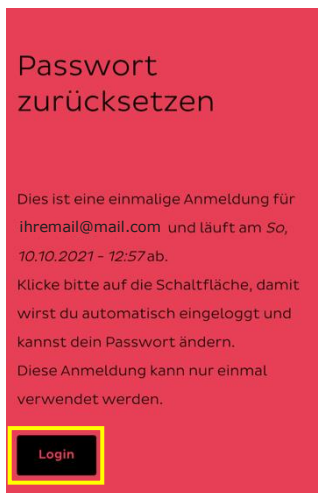 Passwort
zurücksetzen
Dies ist eine einmalige Anmeldung für
ihremail@mail.com und läuft am So,
10.10.2021 - 12:57 ab.
Klicke bitte auf die Schaltfläche, damit
wirst du automatisch eingeloggt und
kannst dein Passwort ändern.
Diese Anmeldung kann nur einmal
verwendet werden.
Login